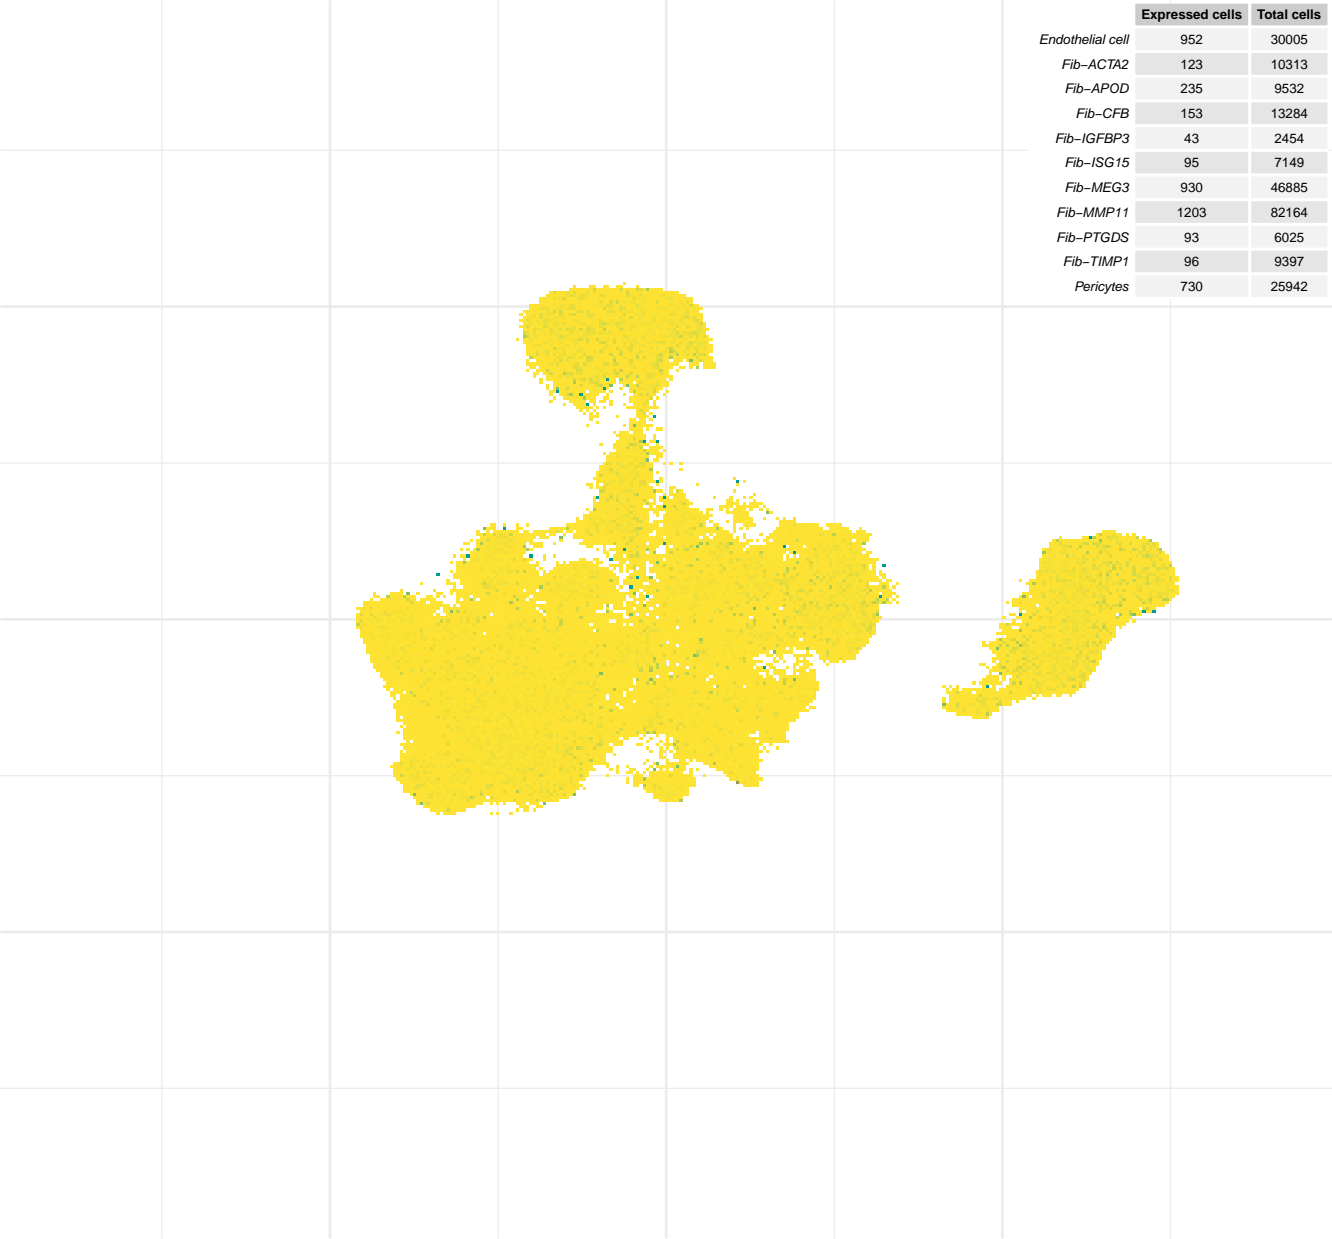 Expressed cells Total cells
Endothelial cell 952 30005
Fib−ACTA2 123 10313
Fib−APOD 235 9532
Fib−CFB 153 13284
Fib−IGFBP3 43 2454
Fib−ISG15 95 7149
Fib−MEG3 930 46885
Fib−MMP11 1203 82164
Fib−PTGDS 93 6025
Fib−TIMP1 96 9397
Pericytes 730 25942